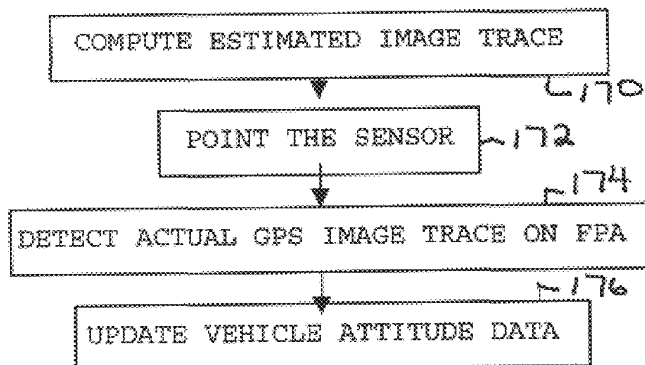 COMPUTE ESTIMATED IMAGE TRACE
170
POINT THE SENSOR
172
174
DETECT ACTUAL GPS IMAGE TRACE ON FPA
176
UPDATE VEHICLE ATTITUDE DATA